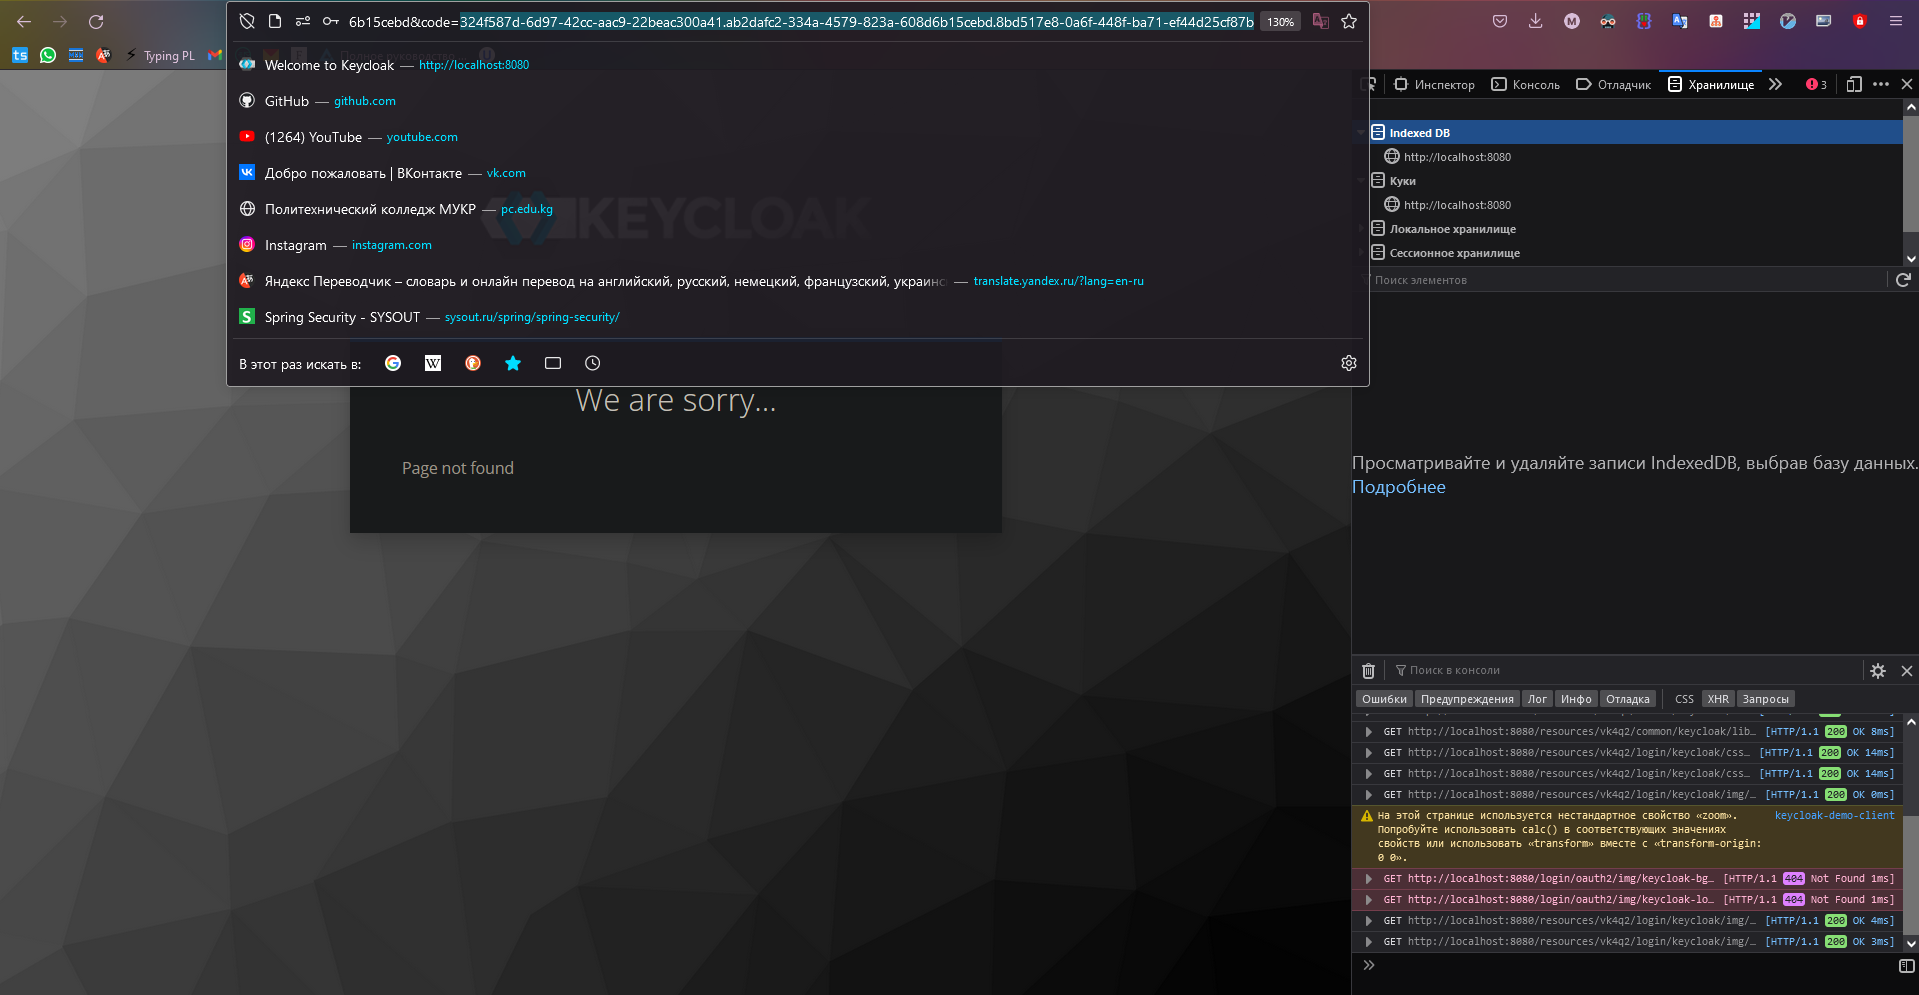 6b15cebd&code=324f587d-6d97-42cc-aac9-22beac300a41.ab2dafc2-334a-4579-823a-608d6b15cebd.8bd517e8-0a6f-448f-ba71-ef44d25cf87b
130%
Typing PL
Welcome to Keycloak — http://localhost:8080
GitHub — github.com
(1264) YouTube — youtube.com
Добро пожаловать | ВКонтакте — vk.com
Политехнический колледж МУКР — pc.edu.kg
Instagram — instagram.com
Яндекс Переводчик – словарь и онлайн перевод на английский, русский, немецкий, французский, украинс — translate.yandex.ru/?lang=en-ru
Spring Security - SYSOUT — sysout.ru/spring/spring-security/
В этот раз искать в:
KEYCLOAK
We are sorry...
Page not found
Инспектор Консоль Отладчик Хранилище 3
Indexed DB
http://localhost:8080
Куки
http://localhost:8080
Локальное хранилище
Сессионное хранилище
Поиск элементов
Просматривайте и удаляйте записи IndexedDB, выбрав базу данных.
Подробнее
Поиск в консоли
Ошибки Предупреждения Лог Инфо Отладка CSS XHR Запросы
GET http://localhost:8080/resources/vk4q2/common/keycloak/lib… [HTTP/1.1 200 OK 8ms]
GET http://localhost:8080/resources/vk4q2/login/keycloak/css… [HTTP/1.1 200 OK 14ms]
GET http://localhost:8080/resources/vk4q2/login/keycloak/css… [HTTP/1.1 200 OK 14ms]
GET http://localhost:8080/resources/vk4q2/login/keycloak/img/… [HTTP/1.1 200 OK 0ms]
На этой странице используется нестандартное свойство «zoom». keycloak-demo-client
Попробуйте использовать calc() в соответствующих значениях
свойств или использовать «transform» вместе с «transform-origin:
0 0».
GET http://localhost:8080/login/oauth2/img/keycloak-bg… [HTTP/1.1 404 Not Found 1ms]
GET http://localhost:8080/login/oauth2/img/keycloak-lo… [HTTP/1.1 404 Not Found 1ms]
GET http://localhost:8080/resources/vk4q2/login/keycloak/img/… [HTTP/1.1 200 OK 4ms]
GET http://localhost:8080/resources/vk4q2/login/keycloak/img/… [HTTP/1.1 200 OK 3ms]